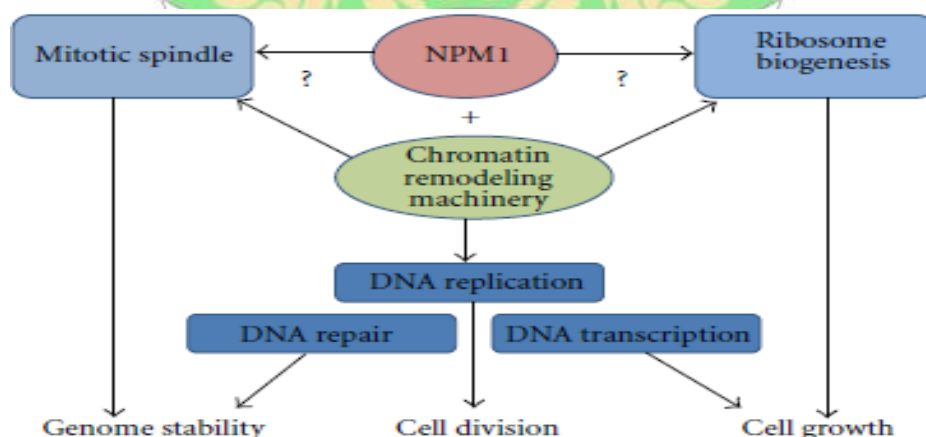 Mitotic spindle
NPM1
Ribosome
biogenesis
?
?
+
Chromatin
remodeling
machinery
DNA replication
DNA repair
DNA transcription
Genome stability
Cell division
Cell growth